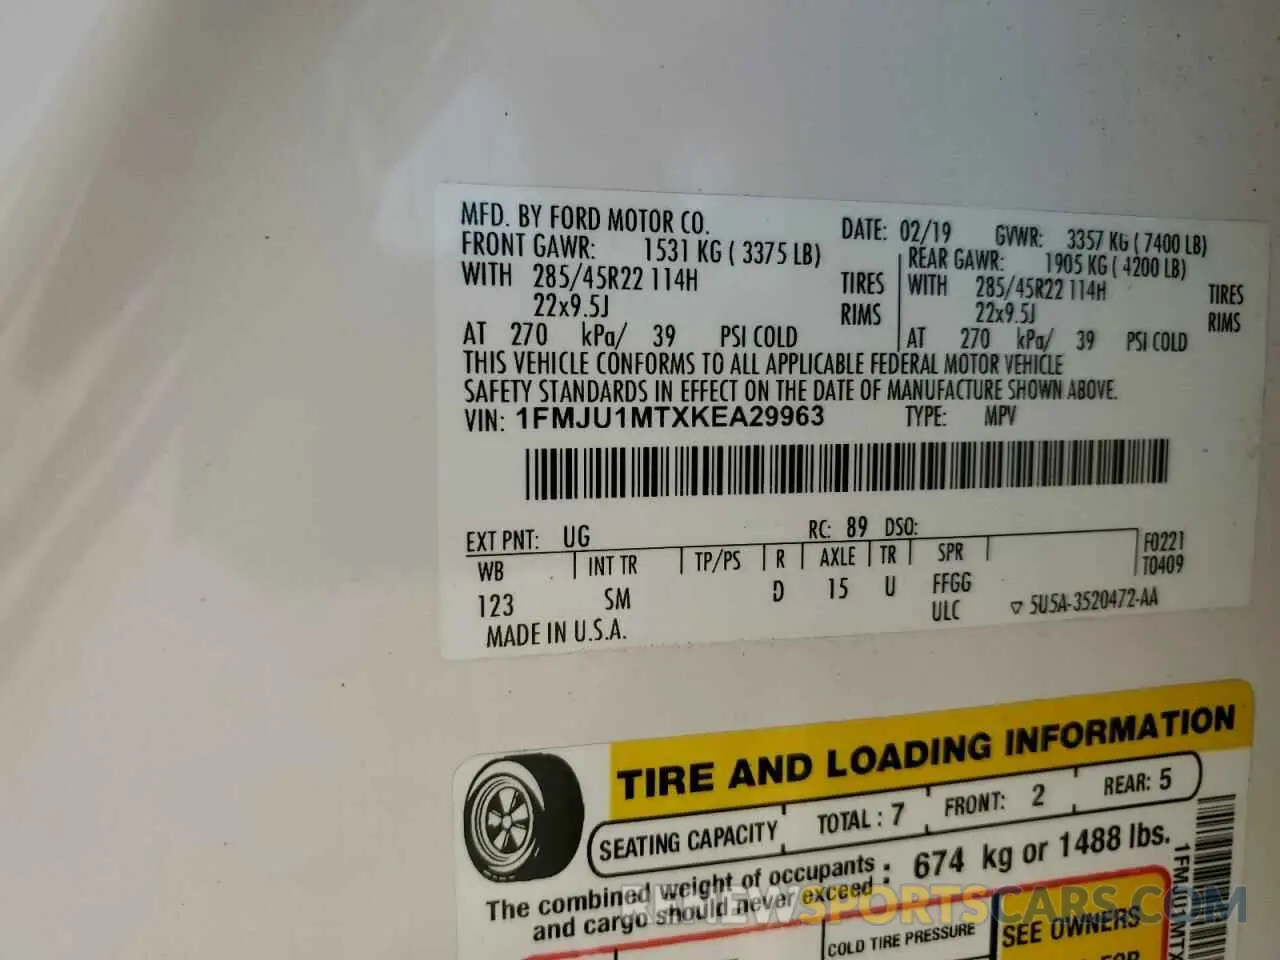 MFD. BY FORD MOTOR CO. DATE: 02/19 GVWR: 3357 KG ( 7400 LB)
FRONT GAWR: 1531 KG ( 3375 LB) REAR GAWR: 1905 KG ( 4200 LB)
WITH 285/45R22 114H TIRES WITH 285/45R22 114H TIRES
22x9.5J RIMS 22x9.5J RIMS
AT 270 kPa/ 39 PSI COLD AT 270 kPa/ 39 PSI COLD
THIS VEHICLE CONFORMS TO ALL APPLICABLE FEDERAL MOTOR VEHICLE
SAFETY STANDARDS IN EFFECT ON THE DATE OF MANUFACTURE SHOWN ABOVE.
VIN: 1FMJU1MTXKEA29963 TYPE: MPV
EXT PNT: UG RC: 89 DSO:
WB INT TR TP/PS R AXLE TR SPR F0221
T0409
123 SM D 15 U FFGG
ULC ▽ 5U5A-3520472-AA
MADE IN U.S.A.
TIRE AND LOADING INFORMATION
SEATING CAPACITY TOTAL : 7 FRONT: 2 REAR: 5
The combined weight of occupants : 674 kg or 1488 lbs.
and cargo should never exceed
COLD TIRE PRESSURE SEE OWNERS
1FMJU1MTX
SPORTSCARS.COM